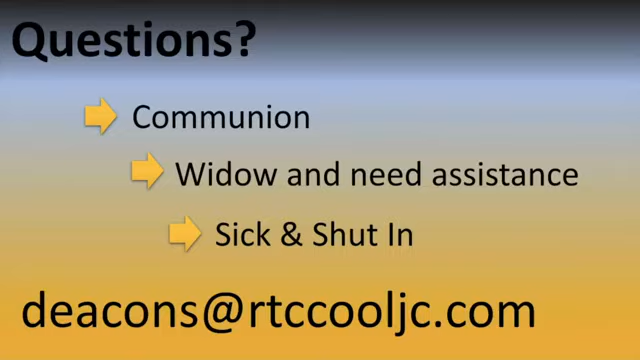 Questions?
Communion
Widow and need assistance
Sick & Shut In
deacons@rtccooljc.com